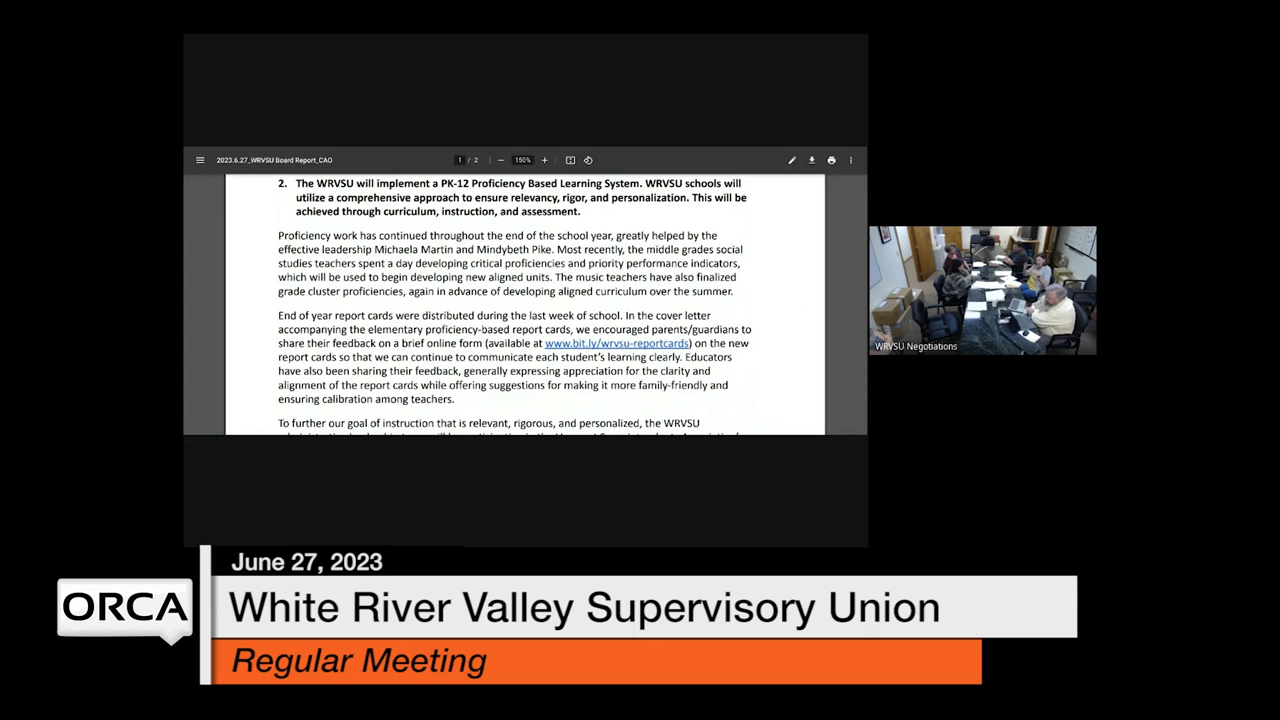 2023.6.27_WRVSU Board Report_CAO
1 / 2
150%
2. The WRVSU will implement a PK-12 Proficiency Based Learning System. WRVSU schools will
utilize a comprehensive approach to ensure relevancy, rigor, and personalization. This will be
achieved through curriculum, instruction, and assessment.
Proficiency work has continued throughout the end of the school year, greatly helped by the
effective leadership Michaela Martin and Mindybeth Pike. Most recently, the middle grades social
studies teachers spent a day developing critical proficiencies and priority performance indicators,
which will be used to begin developing new aligned units. The music teachers have also finalized
grade cluster proficiencies, again in advance of developing aligned curriculum over the summer.
End of year report cards were distributed during the last week of school. In the cover letter
accompanying the elementary proficiency-based report cards, we encouraged parents/guardians to
share their feedback on a brief online form (available at www.bit.ly/wrvsu-reportcards) on the new
report cards so that we can continue to communicate each student's learning clearly. Educators
have also been sharing their feedback, generally expressing appreciation for the clarity and
alignment of the report cards while offering suggestions for making it more family-friendly and
ensuring calibration among teachers.
To further our goal of instruction that is relevant, rigorous, and personalized, the WRVSU
WRVSU Negotiations
June 27, 2023
ORCA
White River Valley Supervisory Union
Regular Meeting